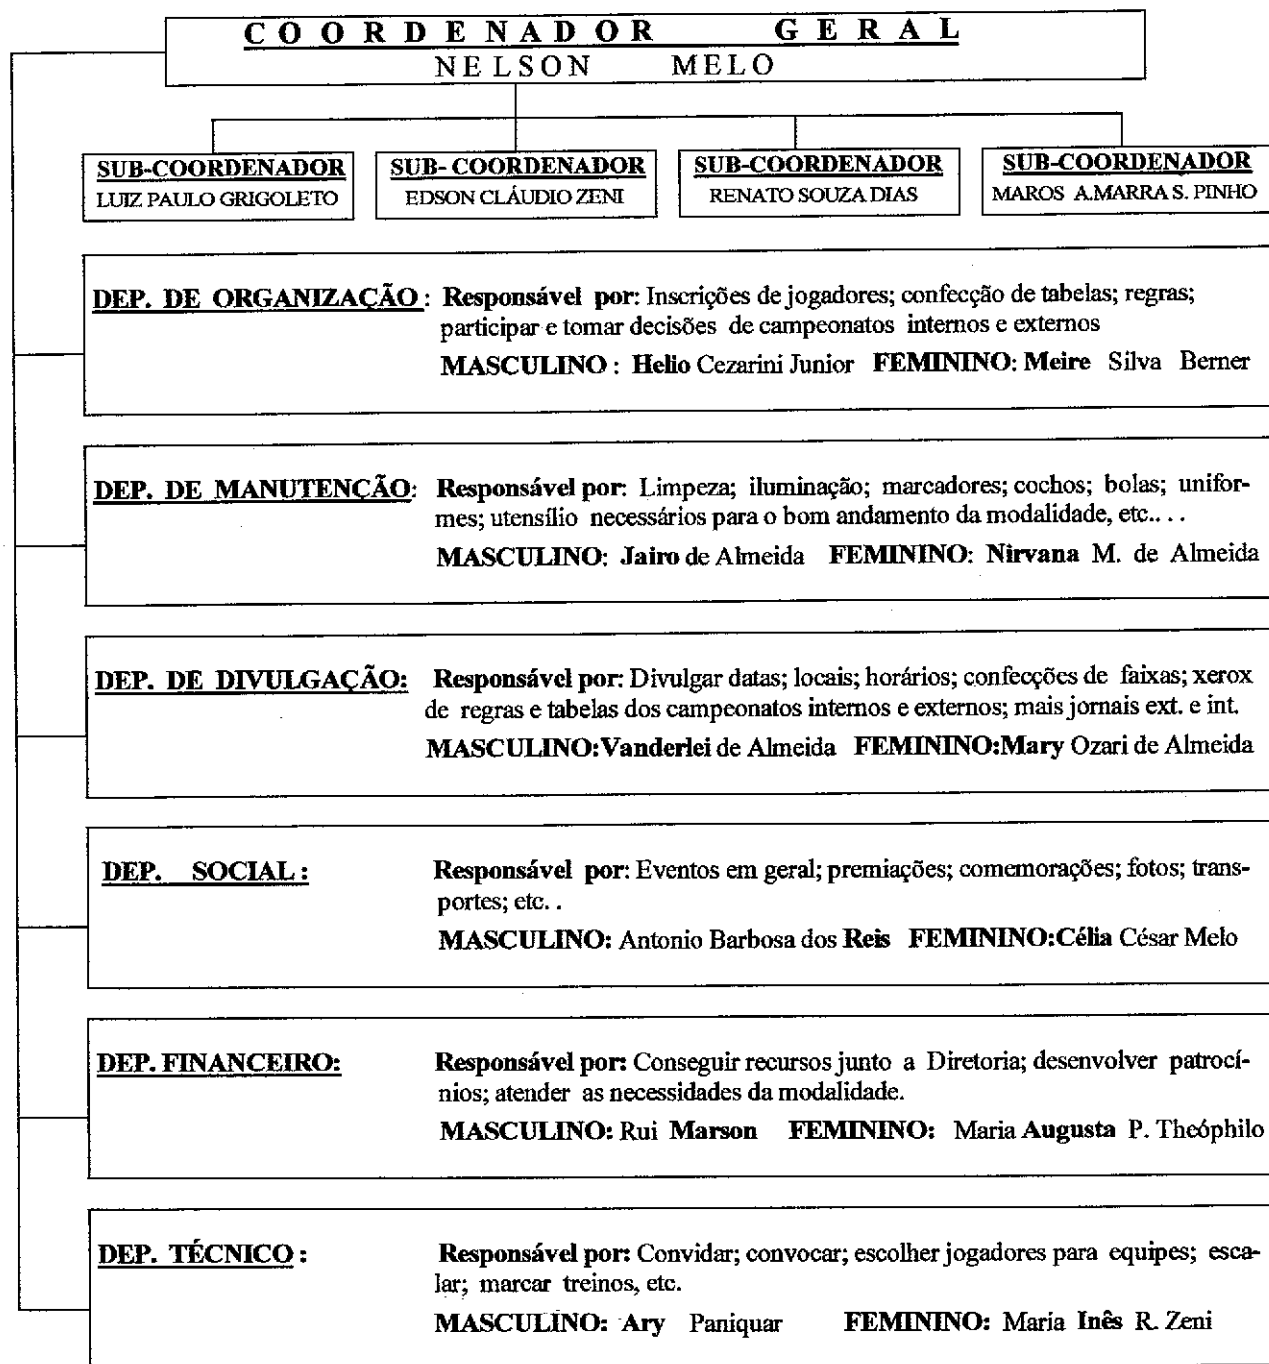 COORDENADOR GERAL
NELSON MELO
SUB-COORDENADOR
LUIZ PAULO GRIGOLETO
SUB- COORDENADOR
EDSON CLÁUDIO ZENI
SUB-COORDENADOR
RENATO SOUZA DIAS
SUB-COORDENADOR
MAROS A.MARRA S. PINHO
DEP. DE ORGANIZAÇÃO : Responsável por: Inscrições de jogadores; confecção de tabelas; regras;
participar e tomar decisões de campeonatos internos e externos
MASCULINO : Helio Cezarini Junior FEMININO: Meire Silva Berner
DEP. DE MANUTENÇÃO: Responsável por: Limpeza; iluminação; marcadores; cochos; bolas; unifor-
mes; utensílio necessários para o bom andamento da modalidade, etc.. . .
MASCULINO: Jairo de Almeida FEMININO: Nirvana M. de Almeida
DEP. DE DIVULGAÇÃO: Responsável por: Divulgar datas; locais; horários; confecções de faixas; xerox
de regras e tabelas dos campeonatos internos e externos; mais jornais ext. e int.
MASCULINO:Vanderlei de Almeida FEMININO:Mary Ozari de Almeida
DEP. SOCIAL : Responsável por: Eventos em geral; premiações; comemorações; fotos; trans-
portes; etc. .
MASCULINO: Antonio Barbosa dos Reis FEMININO:Célia César Melo
DEP. FINANCEIRO: Responsável por: Conseguir recursos junto a Diretoria; desenvolver patrocí-
nios; atender as necessidades da modalidade.
MASCULINO: Rui Marson FEMININO: Maria Augusta P. Theóphilo
DEP. TÉCNICO : Responsável por: Convidar; convocar; escolher jogadores para equipes; esca-
lar; marcar treinos, etc.
MASCULINO: Ary Paniquar FEMININO: Maria Inês R. Zeni